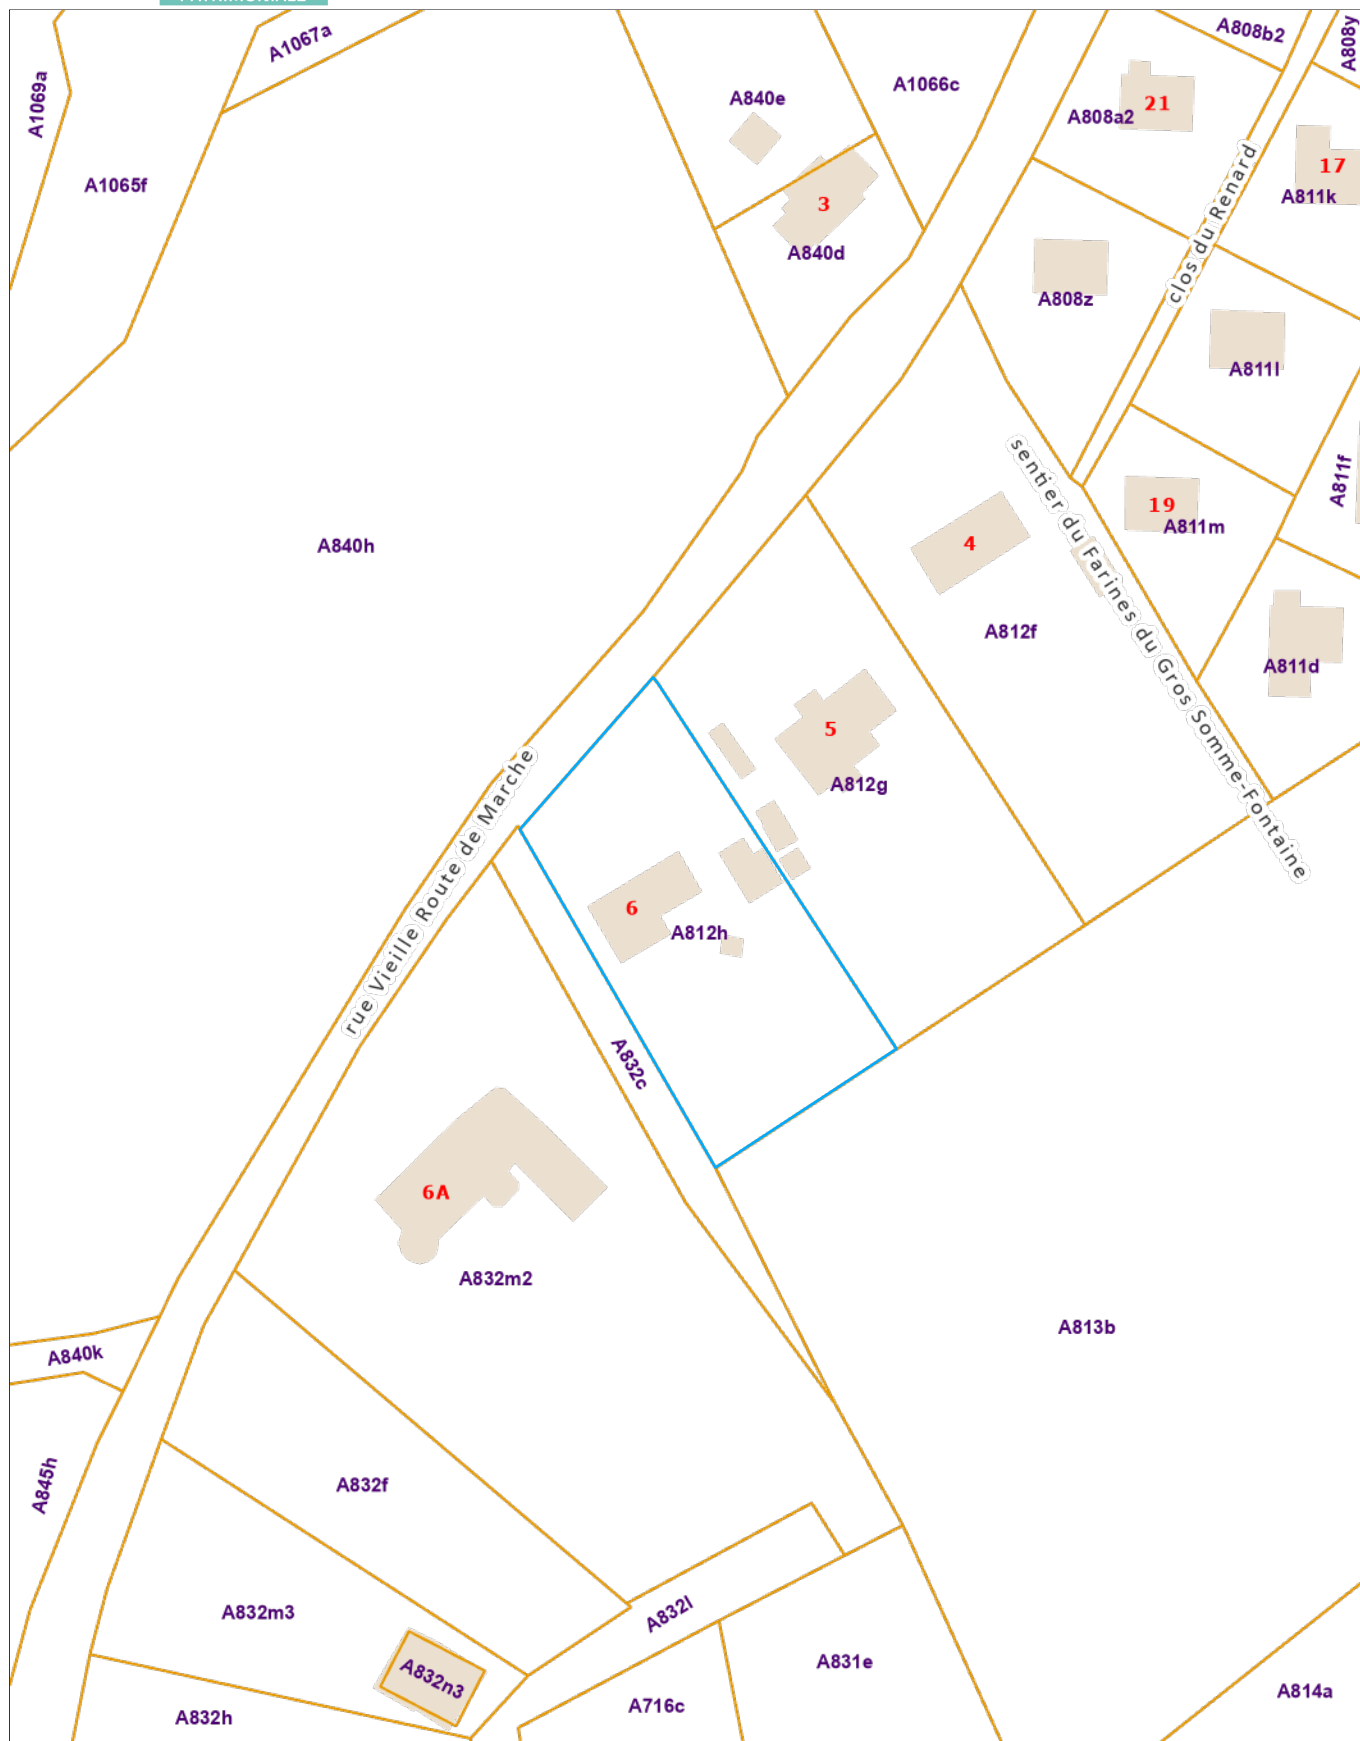 A1067a
A808b2
A808y
A1069a
A1066c
A840e
21
A808a2
17
A1065f
A811k
3
clos du Renard
A840d
A808z
A811l
sentier du Farines du Gros Somme-Fontaine
A811f
19
A811m
A840h
4
A812f
A811d
5
A812g
rue Vieille Route de Marche
6
A812h
A832c
6A
A832m2
A813b
A840k
A845h
A832f
A832m3
A832l
A832n3
A831e
A814a
A716c
A832h